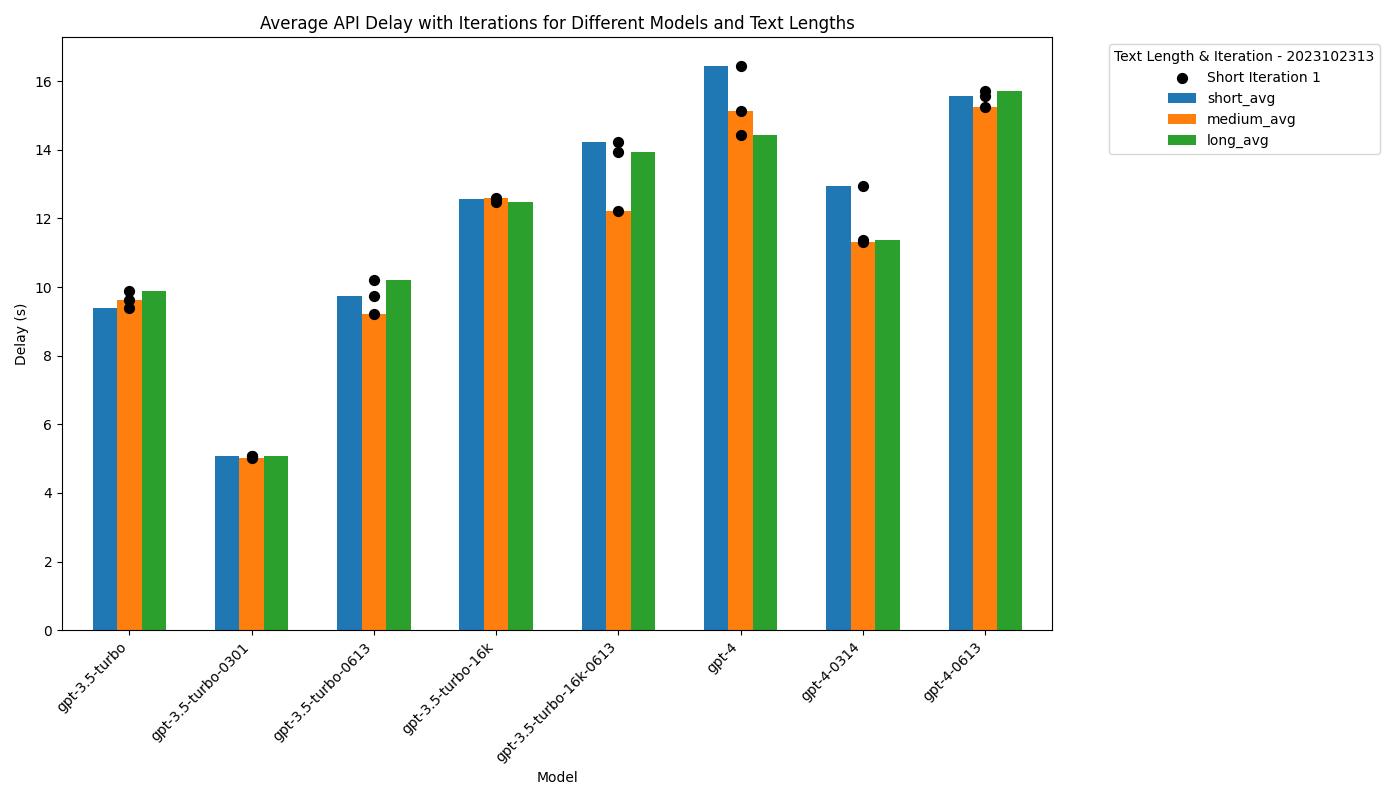 Average API Delay with Iterations for Different Models and Text Lengths
Text Length & Iteration - 2023102313
Short Iteration 1
short_avg
medium_avg
long_avg
Delay (s)
16
14
12
10
8
6
4
2
0
gpt-3.5-turbo
gpt-3.5-turbo-0301
gpt-3.5-turbo-0613
gpt-3.5-turbo-16k
gpt-3.5-turbo-16k-0613
gpt-4
gpt-4-0314
gpt-4-0613
Model